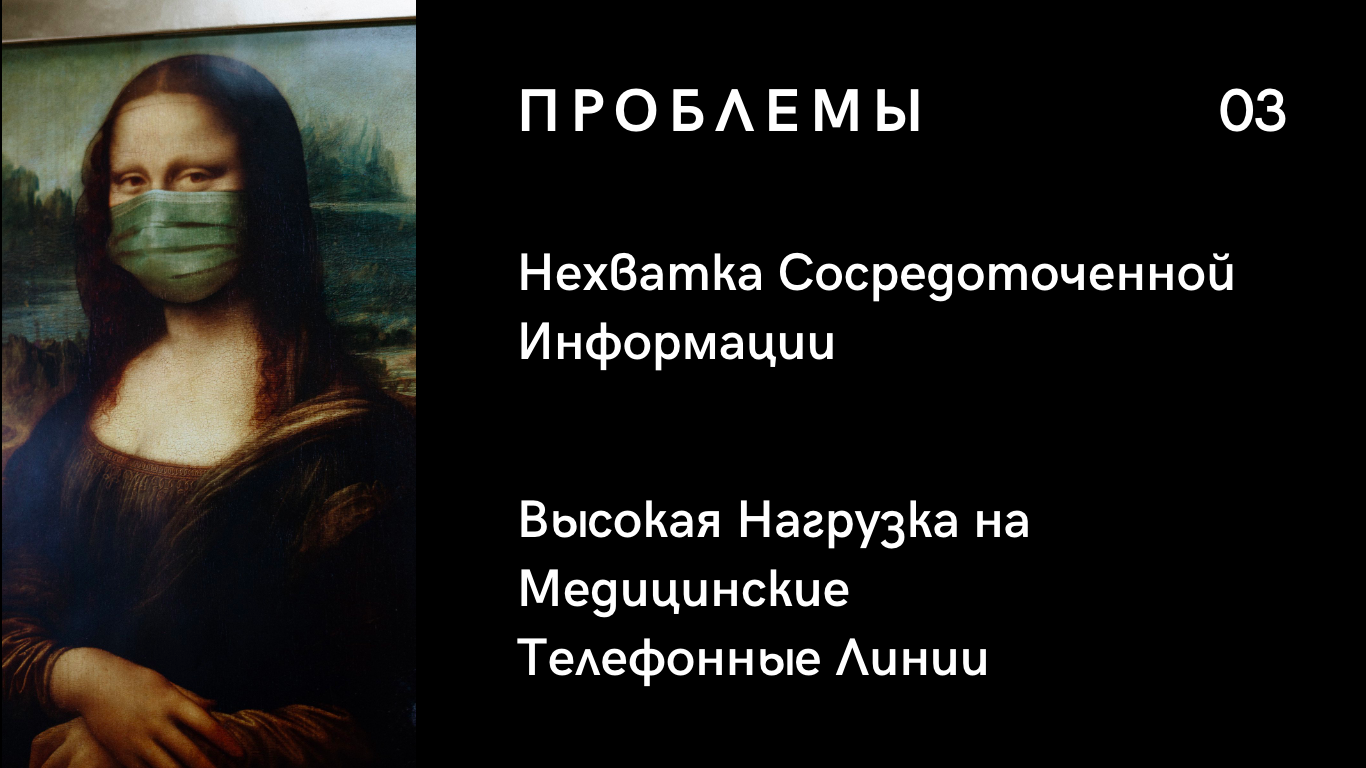 ПРОБЛЕМЫ 03
Нехватка Сосредоточенной
Информации
Высокая Нагрузка на
Медицинские
Телефонные Линии